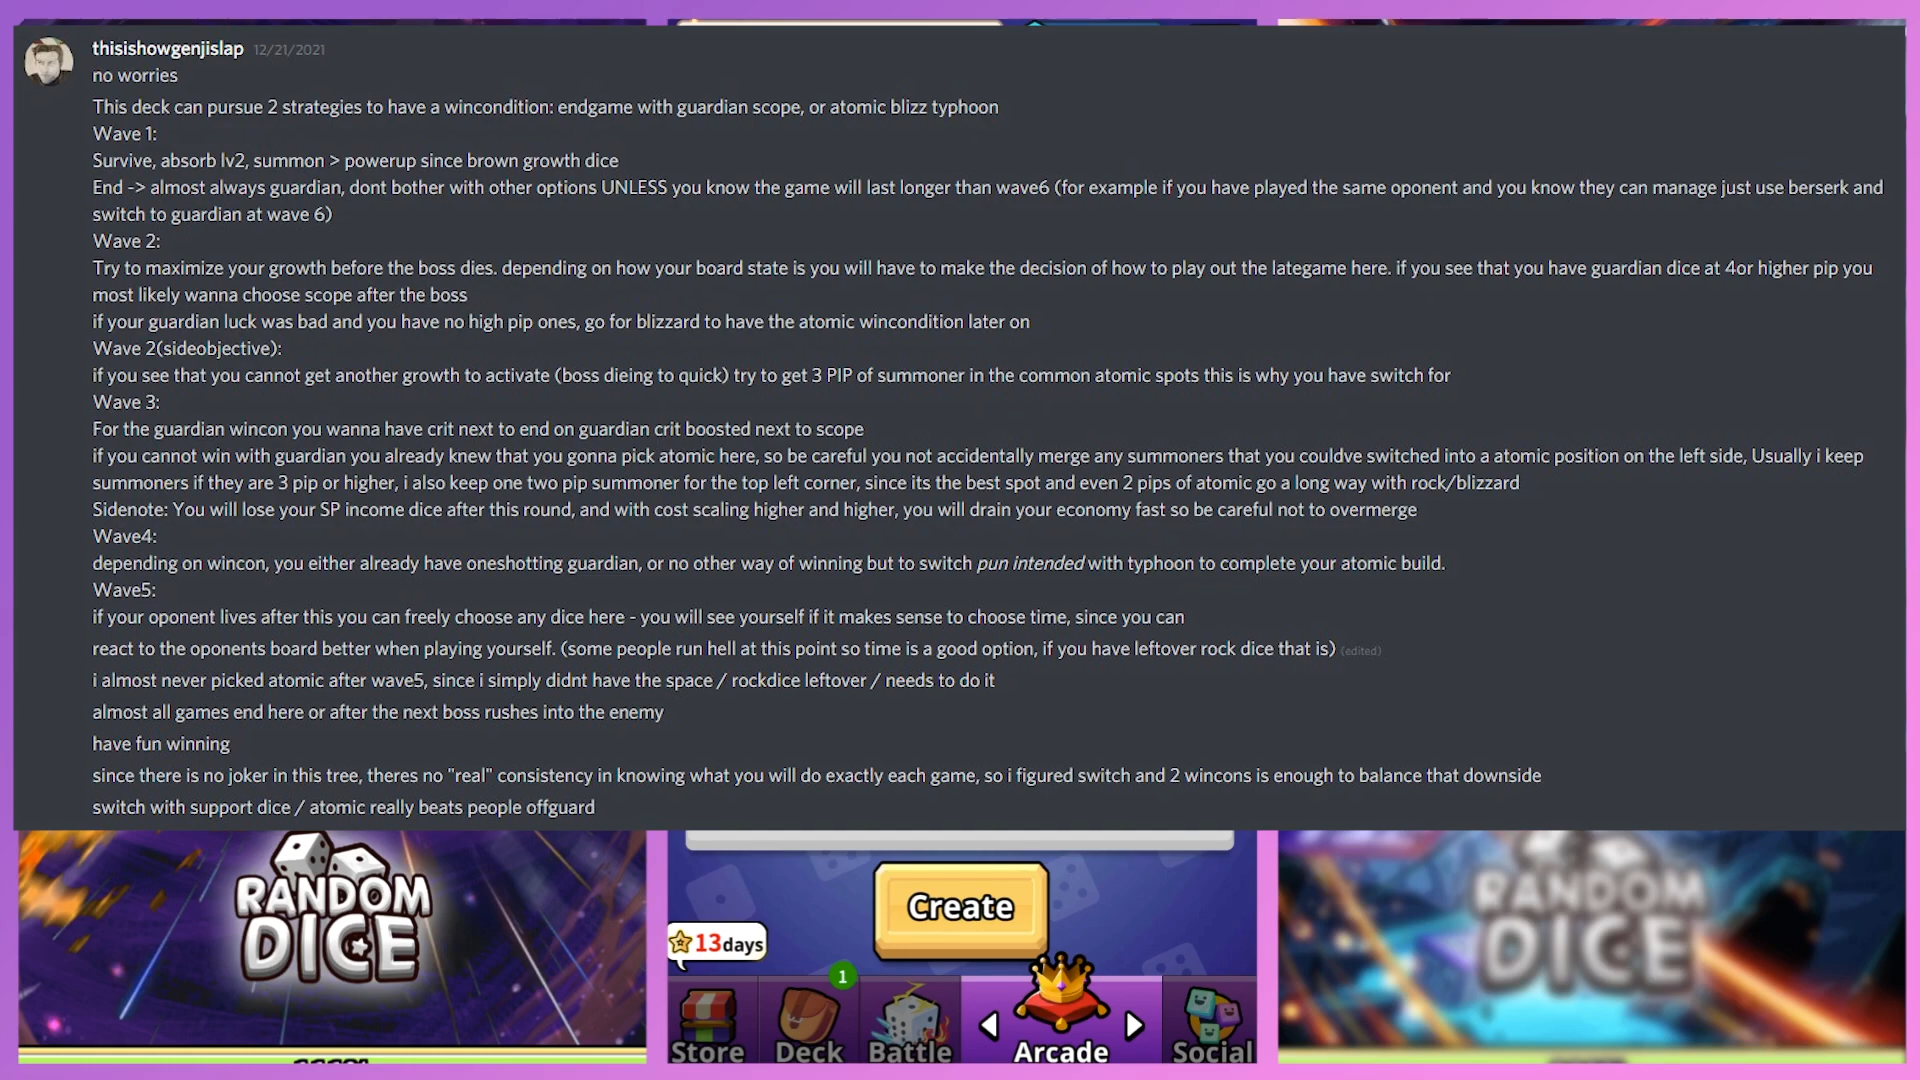 thisishowgenjislap 12/21/2021
no worries
This deck can pursue 2 strategies to have a wincondition: endgame with guardian scope, or atomic blizz typhoon
Wave 1:
Survive, absorb lv2, summon > powerup since brown growth dice
End -> almost always guardian, dont bother with other options UNLESS you know the game will last longer than wave6 (for example if you have played the same oponent and you know they can manage just use berserk and
switch to guardian at wave 6)
Wave 2:
Try to maximize your growth before the boss dies. depending on how your board state is you will have to make the decision of how to play out the lategame here. if you see that you have guardian dice at 4or higher pip you
most likely wanna choose scope after the boss
if your guardian luck was bad and you have no high pip ones, go for blizzard to have the atomic wincondition later on
Wave 2(sideobjective):
if you see that you cannot get another growth to activate (boss dieing to quick) try to get 3 PIP of summoner in the common atomic spots this is why you have switch for
Wave 3:
For the guardian wincon you wanna have crit next to end on guardian crit boosted next to scope
if you cannot win with guardian you already knew that you gonna pick atomic here, so be careful you not accidentally merge any summoners that you couldve switched into a atomic position on the left side, Usually i keep
summoners if they are 3 pip or higher, i also keep one two pip summoner for the top left corner, since its the best spot and even 2 pips of atomic go a long way with rock/blizzard
Sidenote: You will lose your SP income dice after this round, and with cost scaling higher and higher, you will drain your economy fast so be careful not to overmerge
Wave4:
depending on wincon, you either already have oneshotting guardian, or no other way of winning but to switch pun intended with typhoon to complete your atomic build.
Wave5:
if your oponent lives after this you can freely choose any dice here - you will see yourself if it makes sense to choose time, since you can
react to the oponents board better when playing yourself. (some people run hell at this point so time is a good option, if you have leftover rock dice that is) (edited)
i almost never picked atomic after wave5, since i simply didnt have the space / rockdice leftover / needs to do it
almost all games end here or after the next boss rushes into the enemy
have fun winning
since there is no joker in this tree, theres no "real" consistency in knowing what you will do exactly each game, so i figured switch and 2 wincons is enough to balance that downside
switch with support dice / atomic really beats people offguard
RANDOM
DICE
Create
13days
1
Store
Deck
Battle
Arcade
Social
RANDOM
DICE